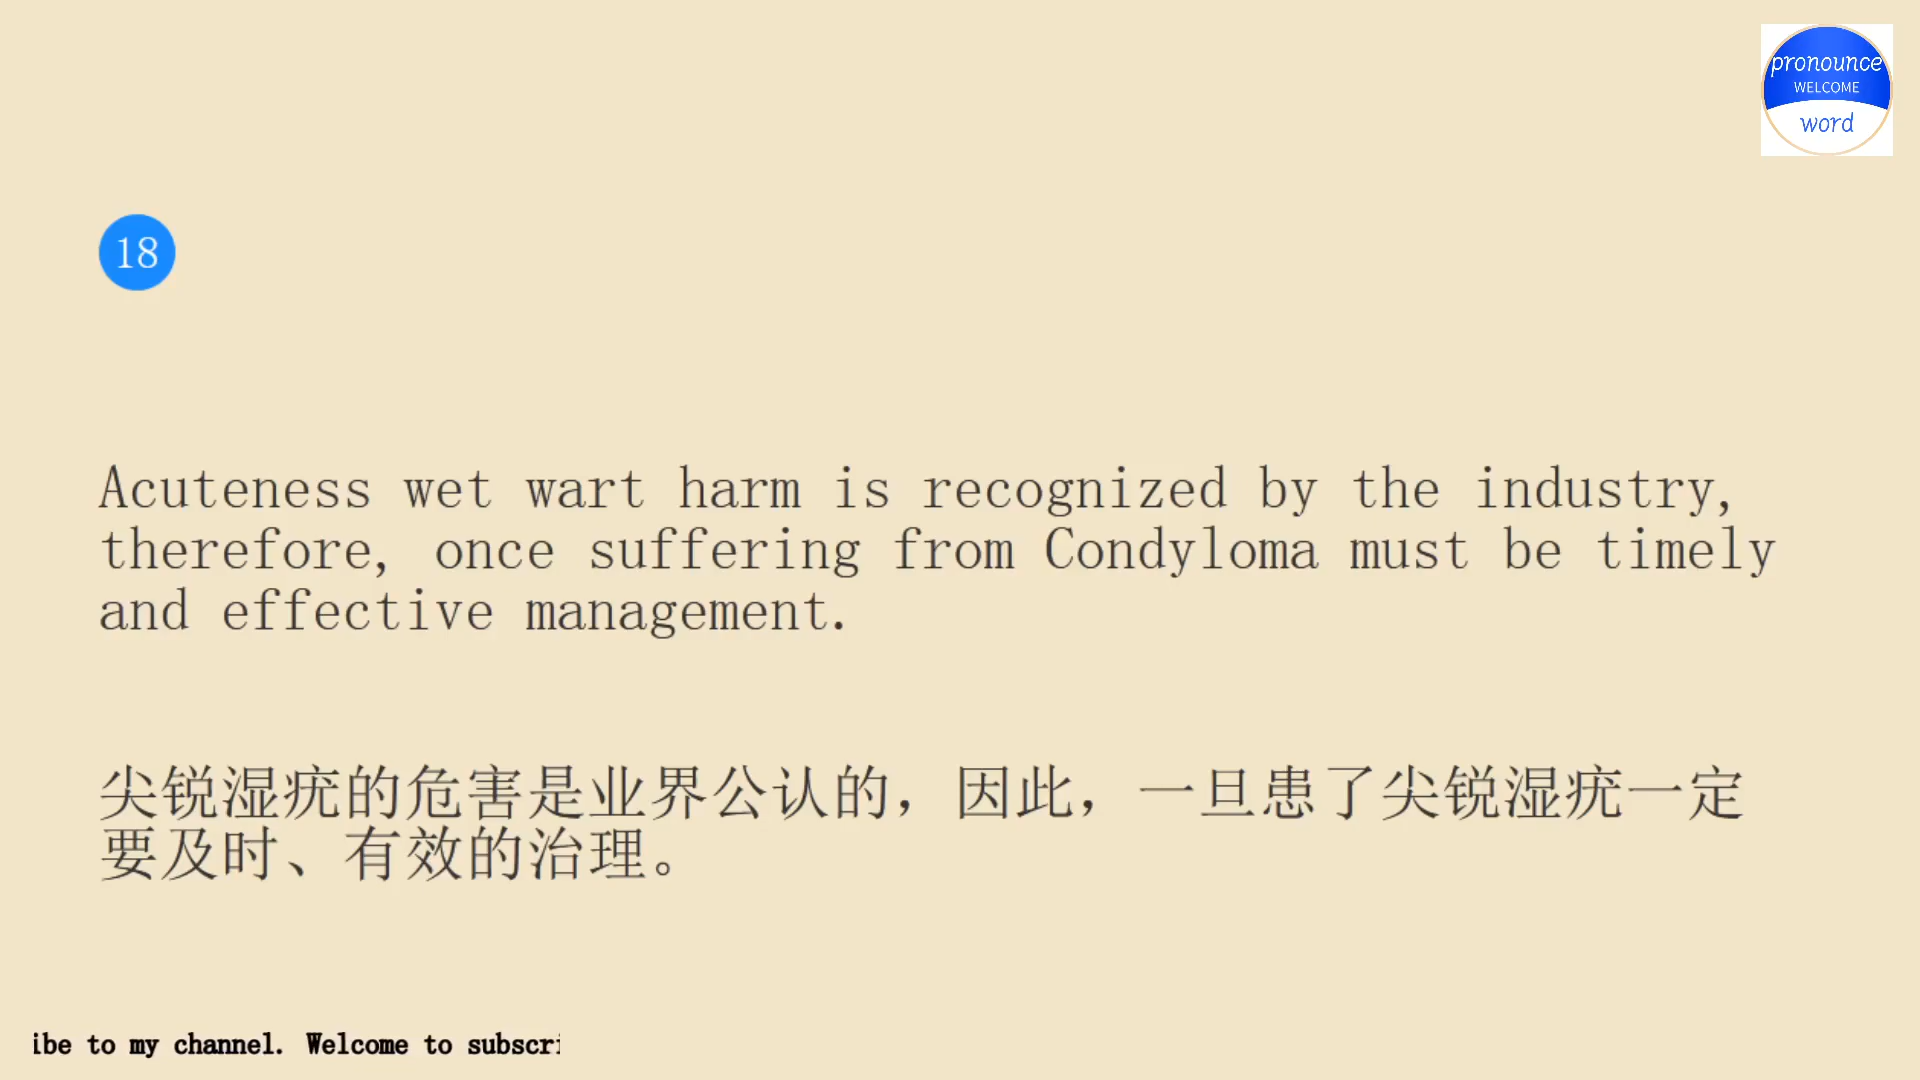 pronounce
WELCOME
word
18
Acuteness wet wart harm is recognized by the industry,
therefore, once suffering from Condyloma must be timely
and effective management.
尖锐湿疣的危害是业界公认的，因此，一旦患了尖锐湿疣一定
要及时、有效的治理。
ibe to my channel. Welcome to subscri